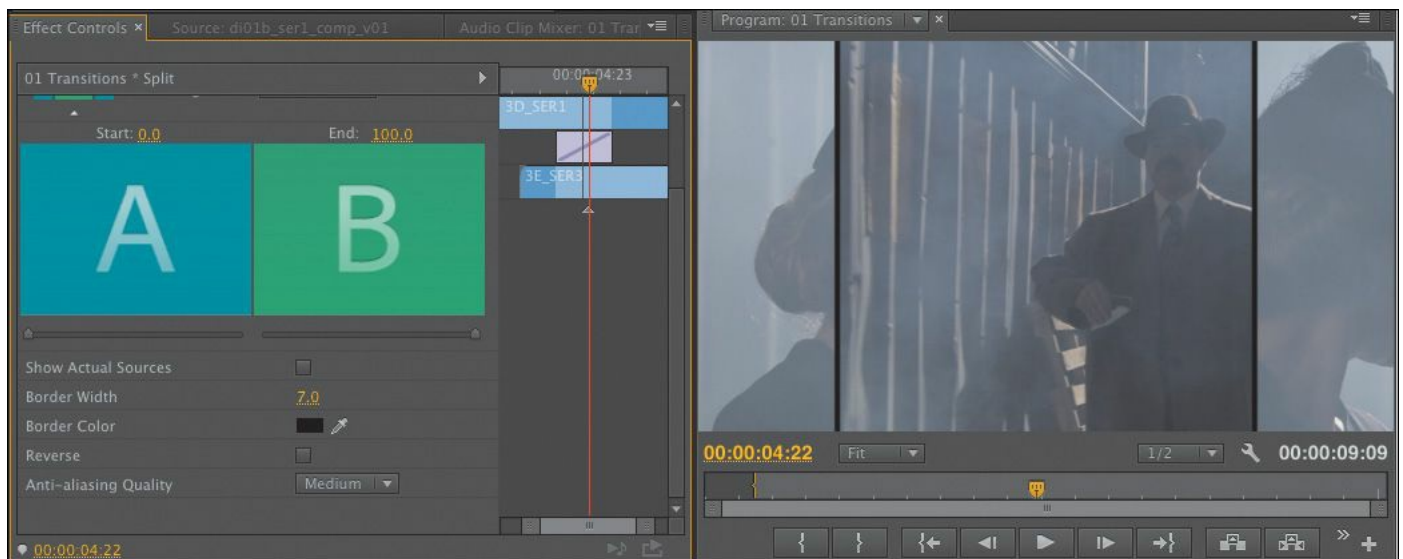 Effect Controls × Source: di01b_ser1_comp_v01 Audio Clip Mixer: 01 Tran
Program: 01 Transitions ×
01 Transitions * Split
00:00:04:23
3D_SER1
Start: 0.0 End: 100.0
3E_SER3
A B
Show Actual Sources
Border Width 7.0
Border Color
Reverse
Anti-aliasing Quality Medium
00:00:04:22
00:00:04:22 Fit 1/2 00:00:09:09